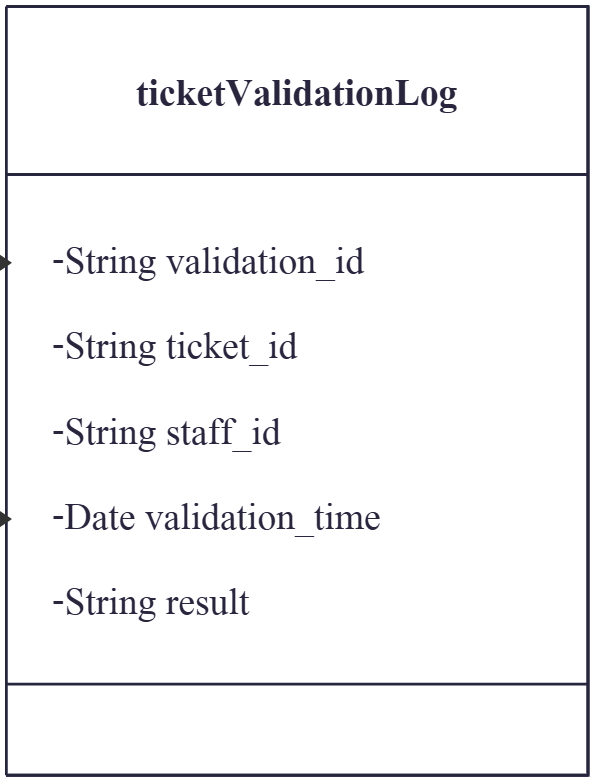 ticketValidationLog
-String validation_id
-String ticket_id
-String staff_id
-Date validation_time
-String result